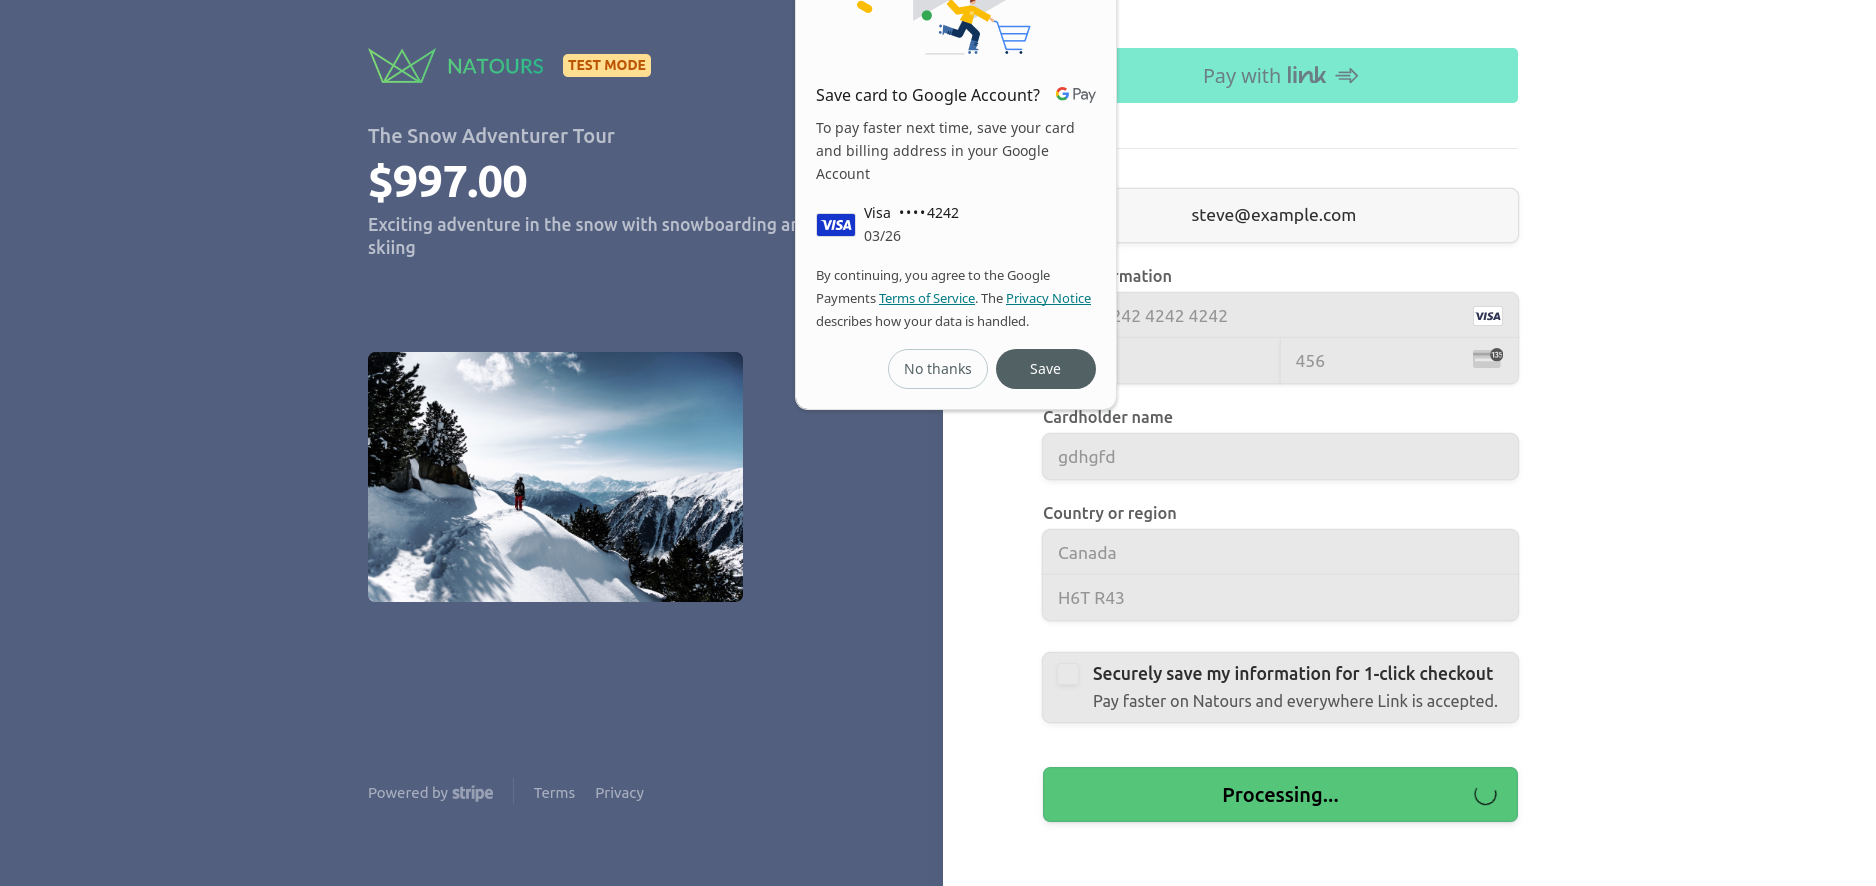 NATOURS
TEST MODE
The Snow Adventurer Tour
$997.00
Exciting adventure in the snow with snowboarding
skiing
Powered by stripe
Terms
Privacy
Save card to Google Account?
G Pay
To pay faster next time, save your card
and billing address in your Google
Account
Visa ••••4242
VISA
03/26
By continuing, you agree to the Google
Payments Terms of Service. The Privacy Notice
describes how your data is handled.
No thanks
Save
Pay with link
steve@example.com
242 4242 4242
VISA
456
135
Cardholder name
gdhgfd
Country or region
Canada
H6T R43
Securely save my information for 1-click checkout
Pay faster on Natours and everywhere Link is accepted.
Processing...